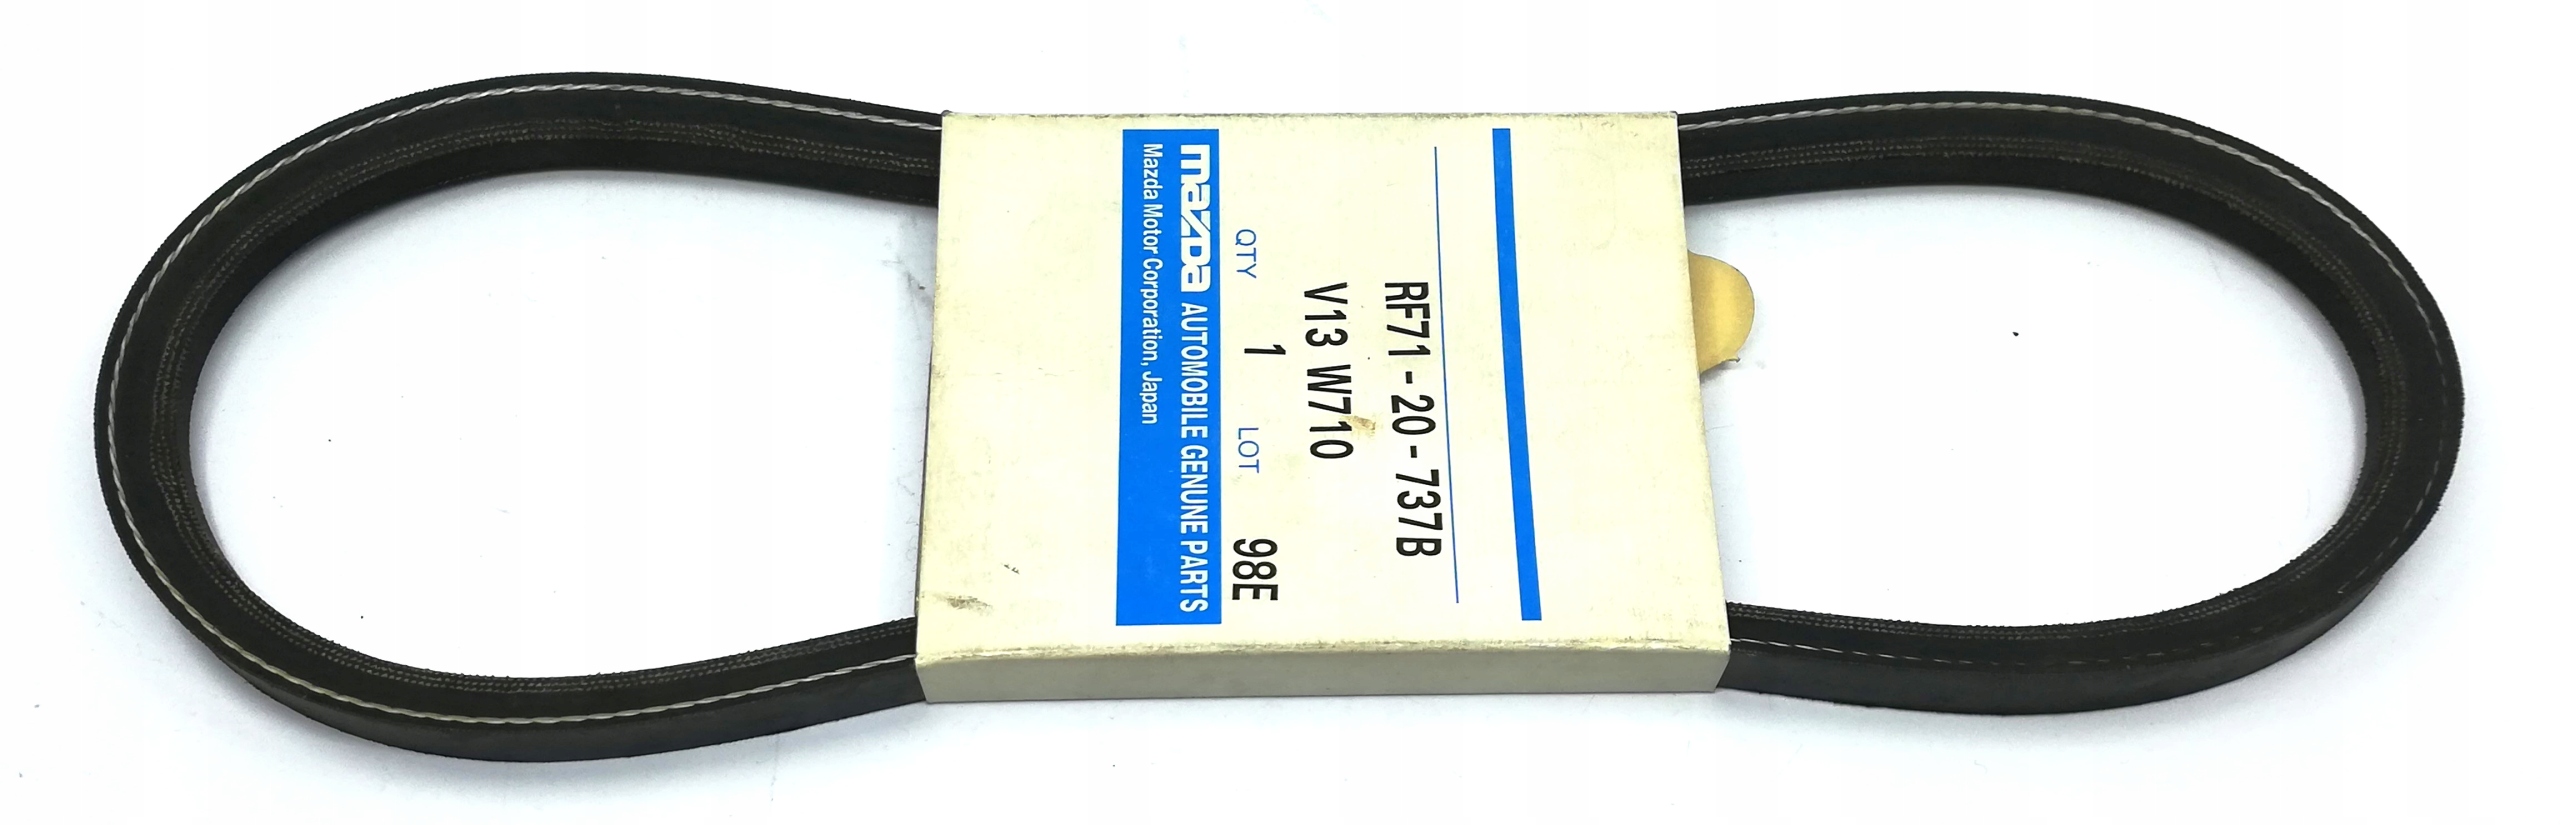 RF71-20-737B
V13 W710
QTY 1 LOT 98E
mazda AUTOMOBILE GENUINE PARTS
Mazda Motor Corporation, Japan